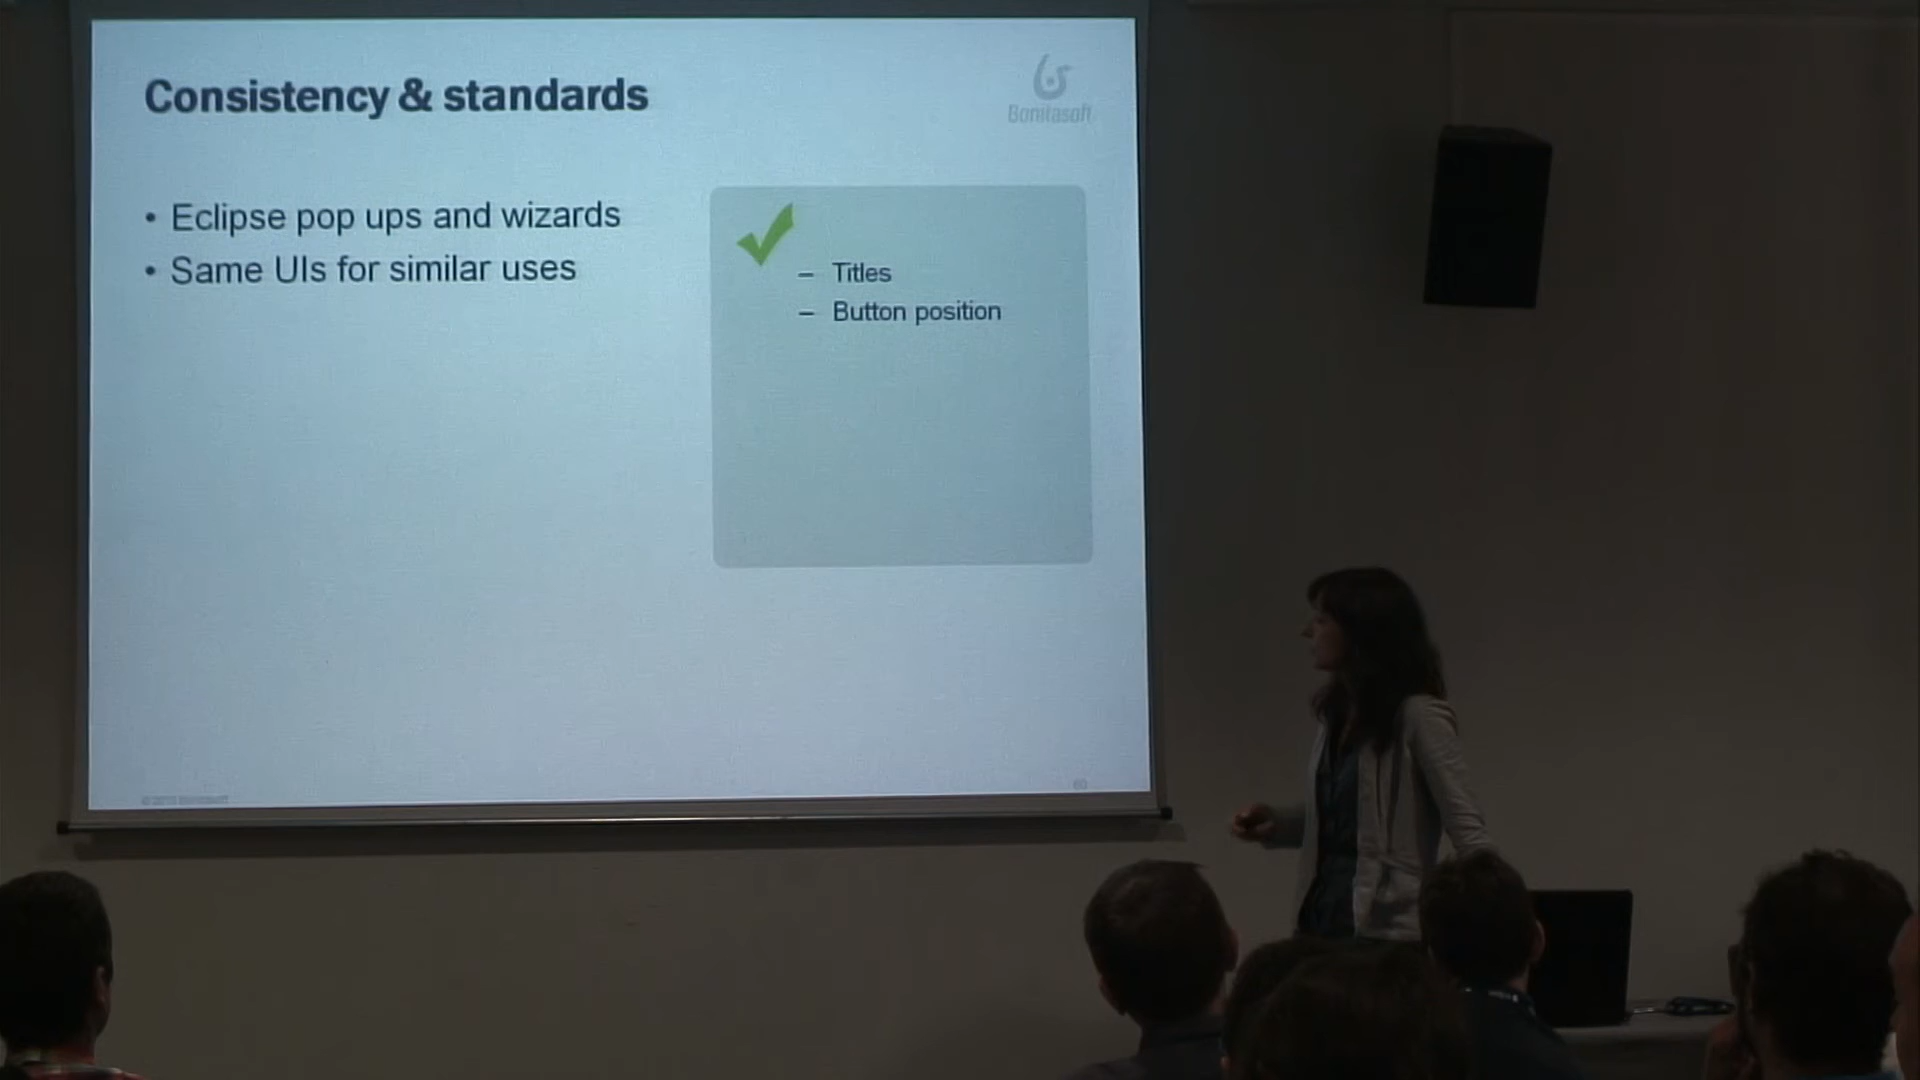 Consistency & standards
Bonitasoft
• Eclipse pop ups and wizards
• Same UIs for similar uses
– Titles
– Button position